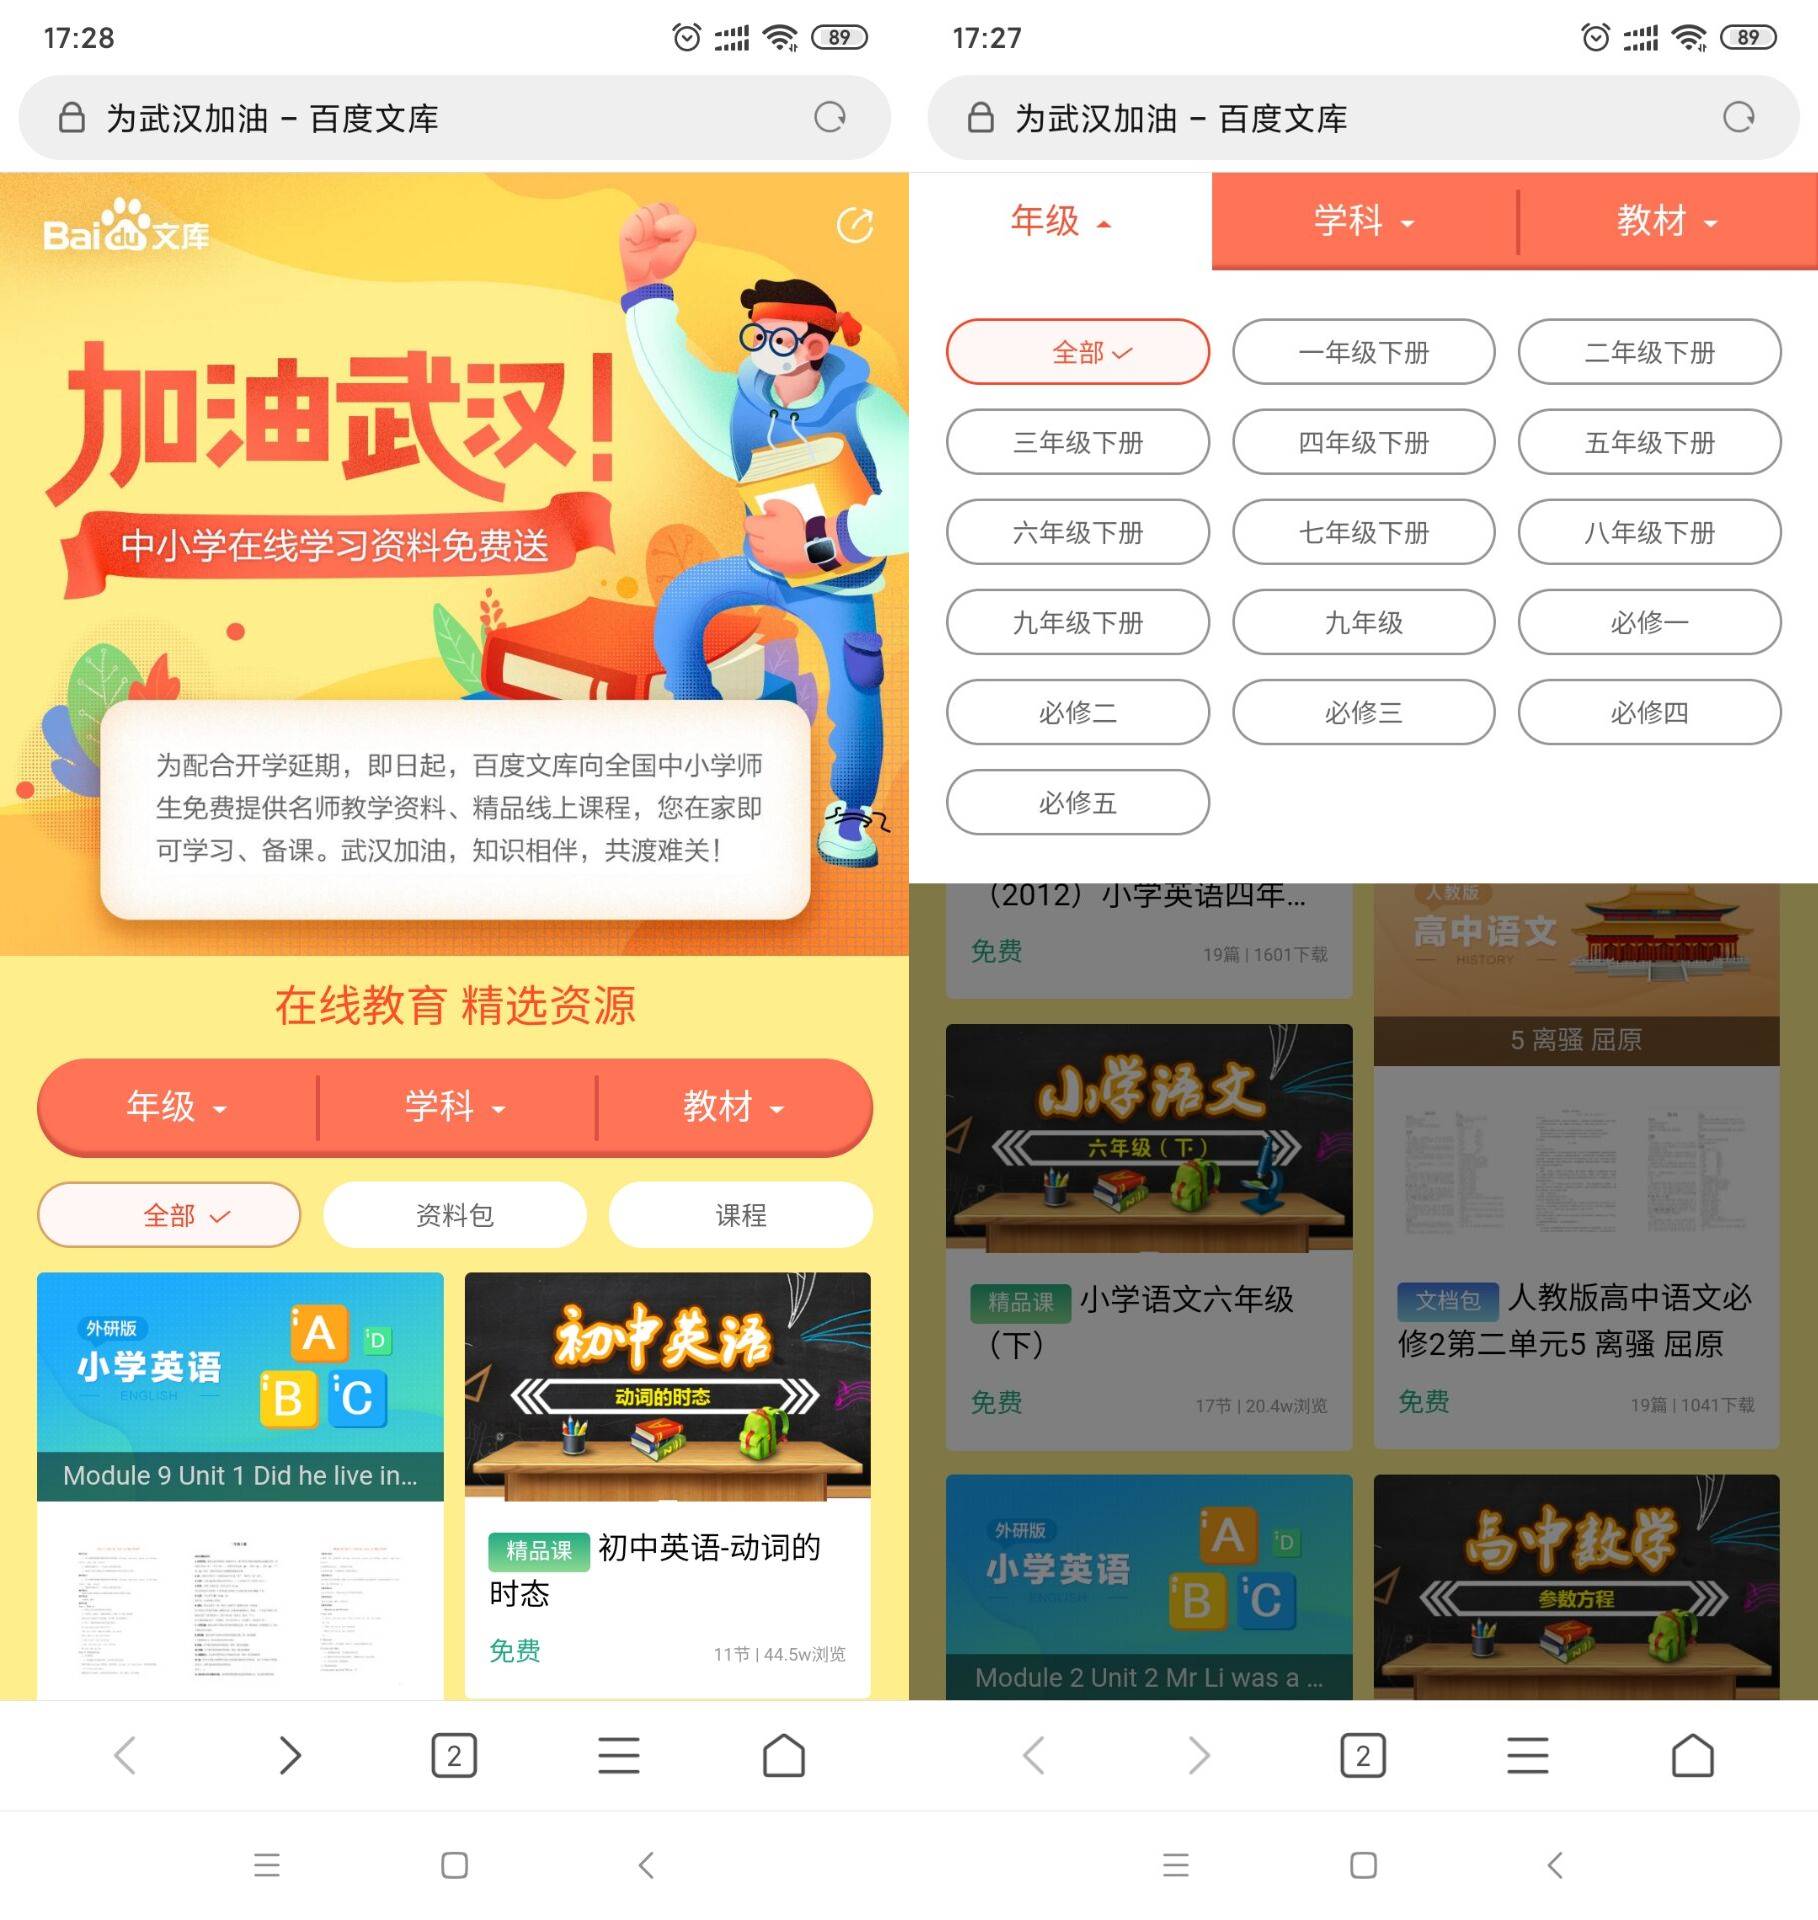 17:28
89
为武汉加油 – 百度文库
Baidu文库
加油武汉!
中小学在线学习资料免费送
为配合开学延期，即日起，百度文库向全国中小学师
生免费提供名师教学资料、精品线上课程，您在家即
可学习、备课。武汉加油，知识相伴，共渡难关！
在线教育 精选资源
年级 学科 教材
全部 资料包 课程
外研版
小学英语
ENGLISH
A D
B C
Module 9 Unit 1 Did he live in...
初中英语
动词的时态
精品课 初中英语-动词的
时态
免费 11节 | 44.5w浏览
2
17:27
89
为武汉加油 – 百度文库
年级 学科 教材
全部 一年级下册 二年级下册
三年级下册 四年级下册 五年级下册
六年级下册 七年级下册 八年级下册
九年级下册 九年级 必修一
必修二 必修三 必修四
必修五
（2012）小学英语四年...
免费 19篇 | 1601下载
人教版
高中语文
HISTORY
5 离骚 屈原
小学语文
六年级（下）
精品课 小学语文六年级
（下）
免费 17节 | 20.4w浏览
文档包 人教版高中语文必
修2第二单元5 离骚 屈原
免费 19篇 | 1041下载
外研版
小学英语
ENGLISH
A D
B C
Module 2 Unit 2 Mr Li was a ...
高中数学
参数方程
2